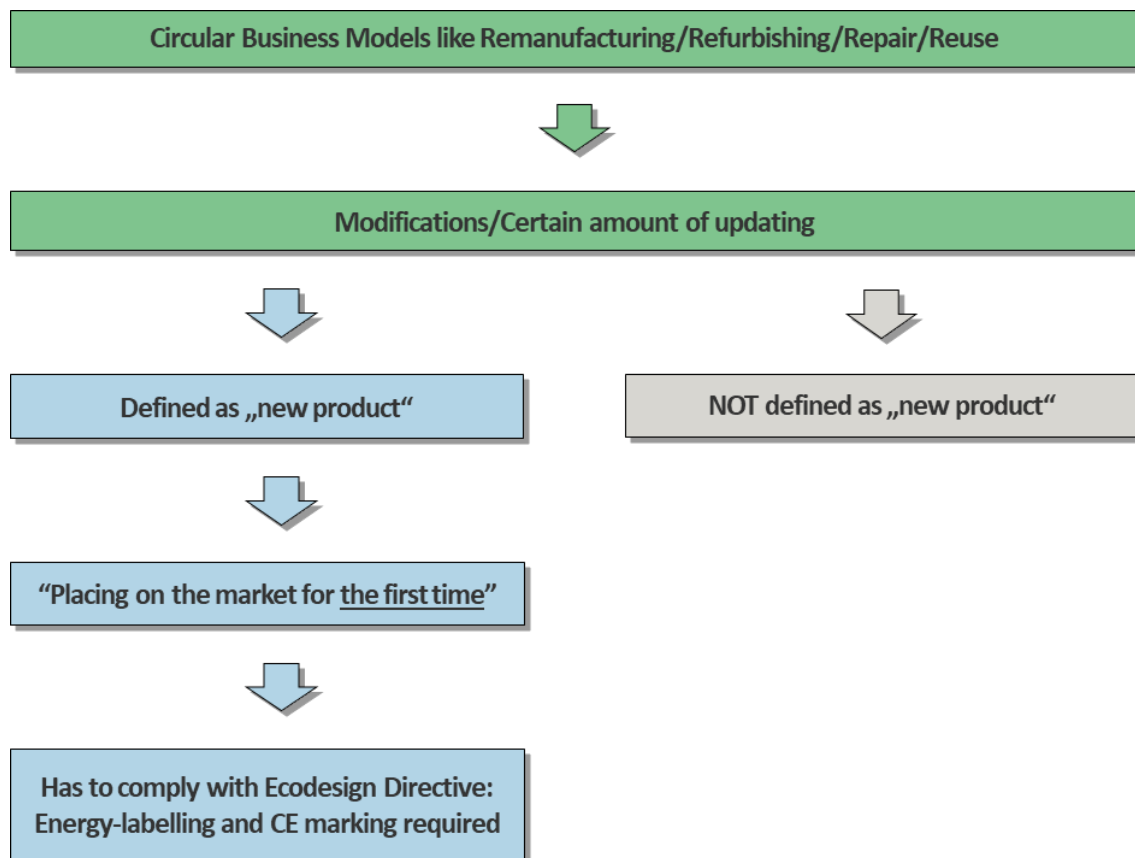 Circular Business Models like Remanufacturing/Refurbishing/Repair/Reuse
Modifications/Certain amount of updating
Defined as „new product“
NOT defined as „new product“
“Placing on the market for the first time”
Has to comply with Ecodesign Directive:
Energy-labelling and CE marking required